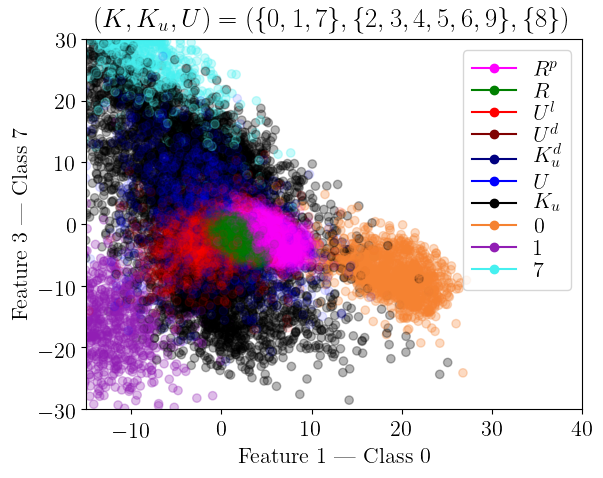 (K, K_u, U) = ({0, 1, 7}, {2, 3, 4, 5, 6, 9}, {8})
30
20
10
0
−10
−20
−30
Feature 3 — Class 7
R^p
R
U^l
U^d
K_u^d
U
K_u
0
1
7
−10
0
10
20
30
40
Feature 1 — Class 0